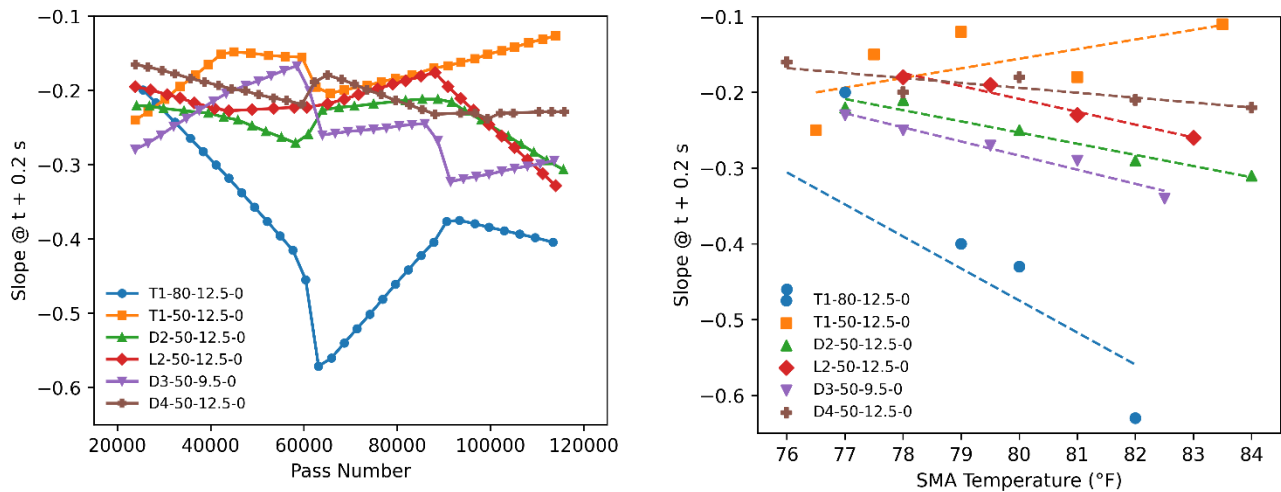 −0.1
−0.2
−0.3
−0.4
−0.5
−0.6
Slope @ t + 0.2 s
T1-80-12.5-0
T1-50-12.5-0
D2-50-12.5-0
L2-50-12.5-0
D3-50-9.5-0
D4-50-12.5-0
20000 40000 60000 80000 100000 120000
Pass Number
−0.1
−0.2
−0.3
−0.4
−0.5
−0.6
Slope @ t + 0.2 s
T1-80-12.5-0
T1-50-12.5-0
D2-50-12.5-0
L2-50-12.5-0
D3-50-9.5-0
D4-50-12.5-0
76 77 78 79 80 81 82 83 84
SMA Temperature (°F)